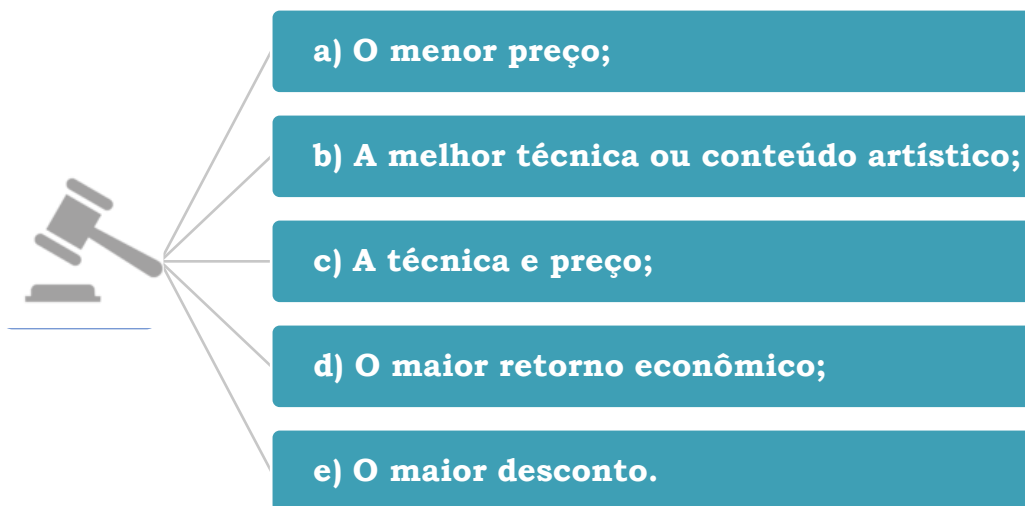 a) O menor preço;
b) A melhor técnica ou conteúdo artístico;
c) A técnica e preço;
d) O maior retorno econômico;
e) O maior desconto.